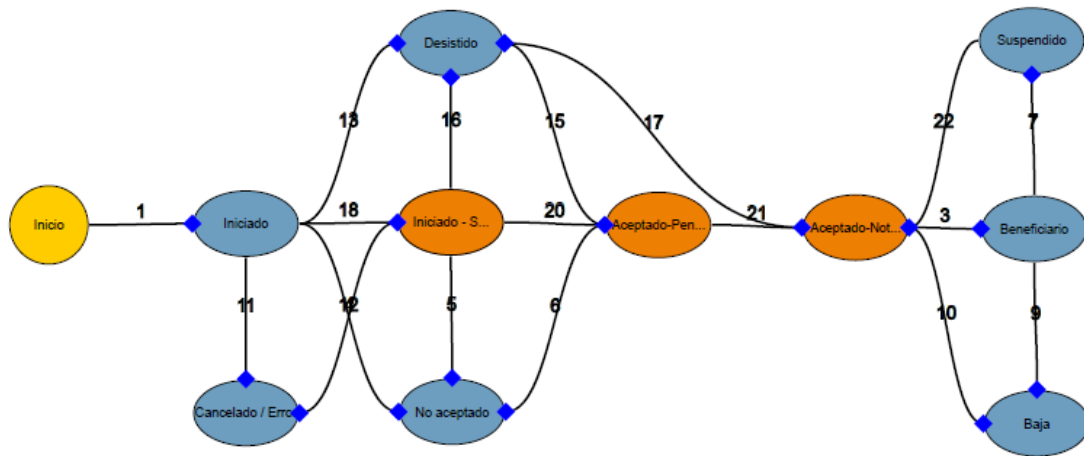 Desistido
Suspendido
13
16
15
17
22
7
Inicio
1
Iniciado
18
Iniciado - S...
20
Aceptado-Pen...
21
Aceptado-Not...
3
Beneficiario
11
12
5
6
10
9
Cancelado / Erro
No aceptado
Baja